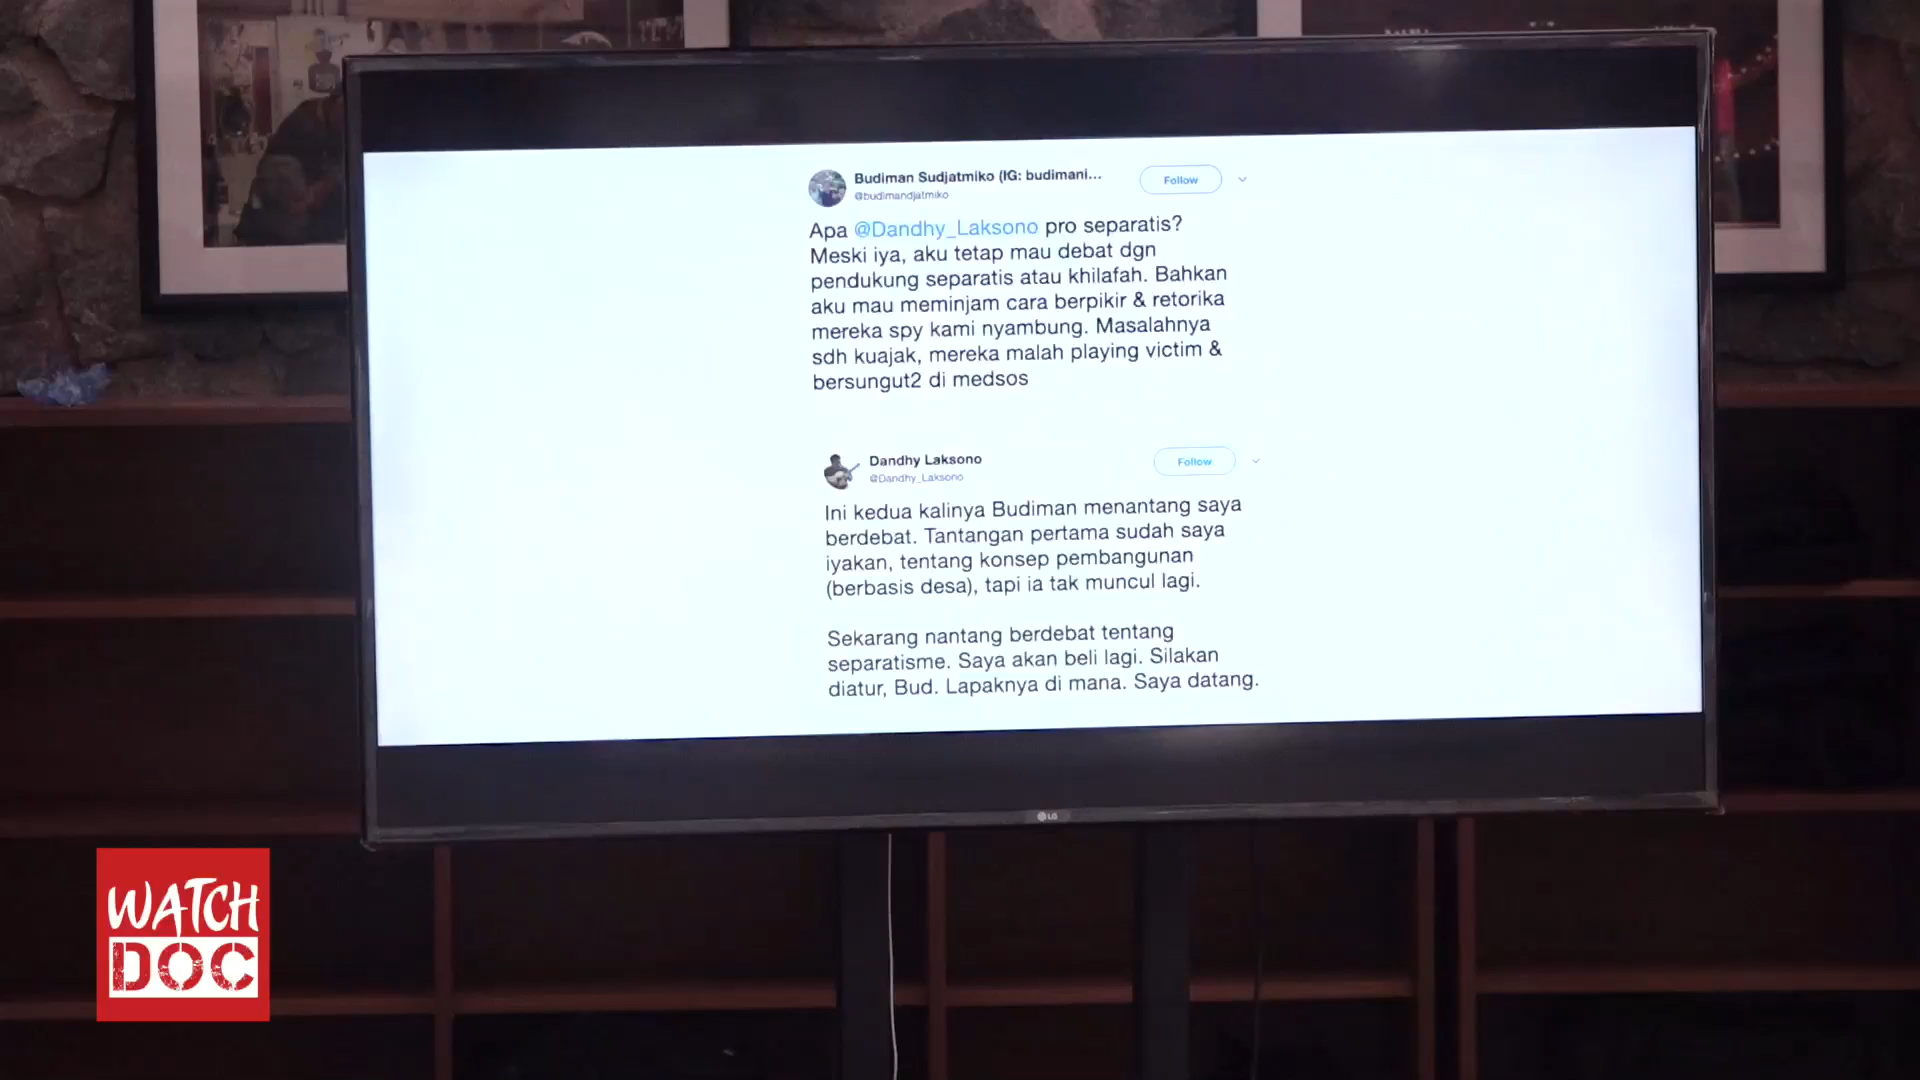 Budiman Sudjatmiko (IG: budimani...
@budimandjatmiko
Follow
Apa @Dandhy_Laksono pro separatis?
Meski iya, aku tetap mau debat dgn
pendukung separatis atau khilafah. Bahkan
aku mau meminjam cara berpikir & retorika
mereka spy kami nyambung. Masalahnya
sdh kuajak, mereka malah playing victim &
bersungut2 di medsos
Dandhy Laksono
@Dandhy_Laksono
Follow
Ini kedua kalinya Budiman menantang saya
berdebat. Tantangan pertama sudah saya
iyakan, tentang konsep pembangunan
(berbasis desa), tapi ia tak muncul lagi.
Sekarang nantang berdebat tentang
separatisme. Saya akan beli lagi. Silakan
diatur, Bud. Lapaknya di mana. Saya datang.
LG
WATCH
DOC